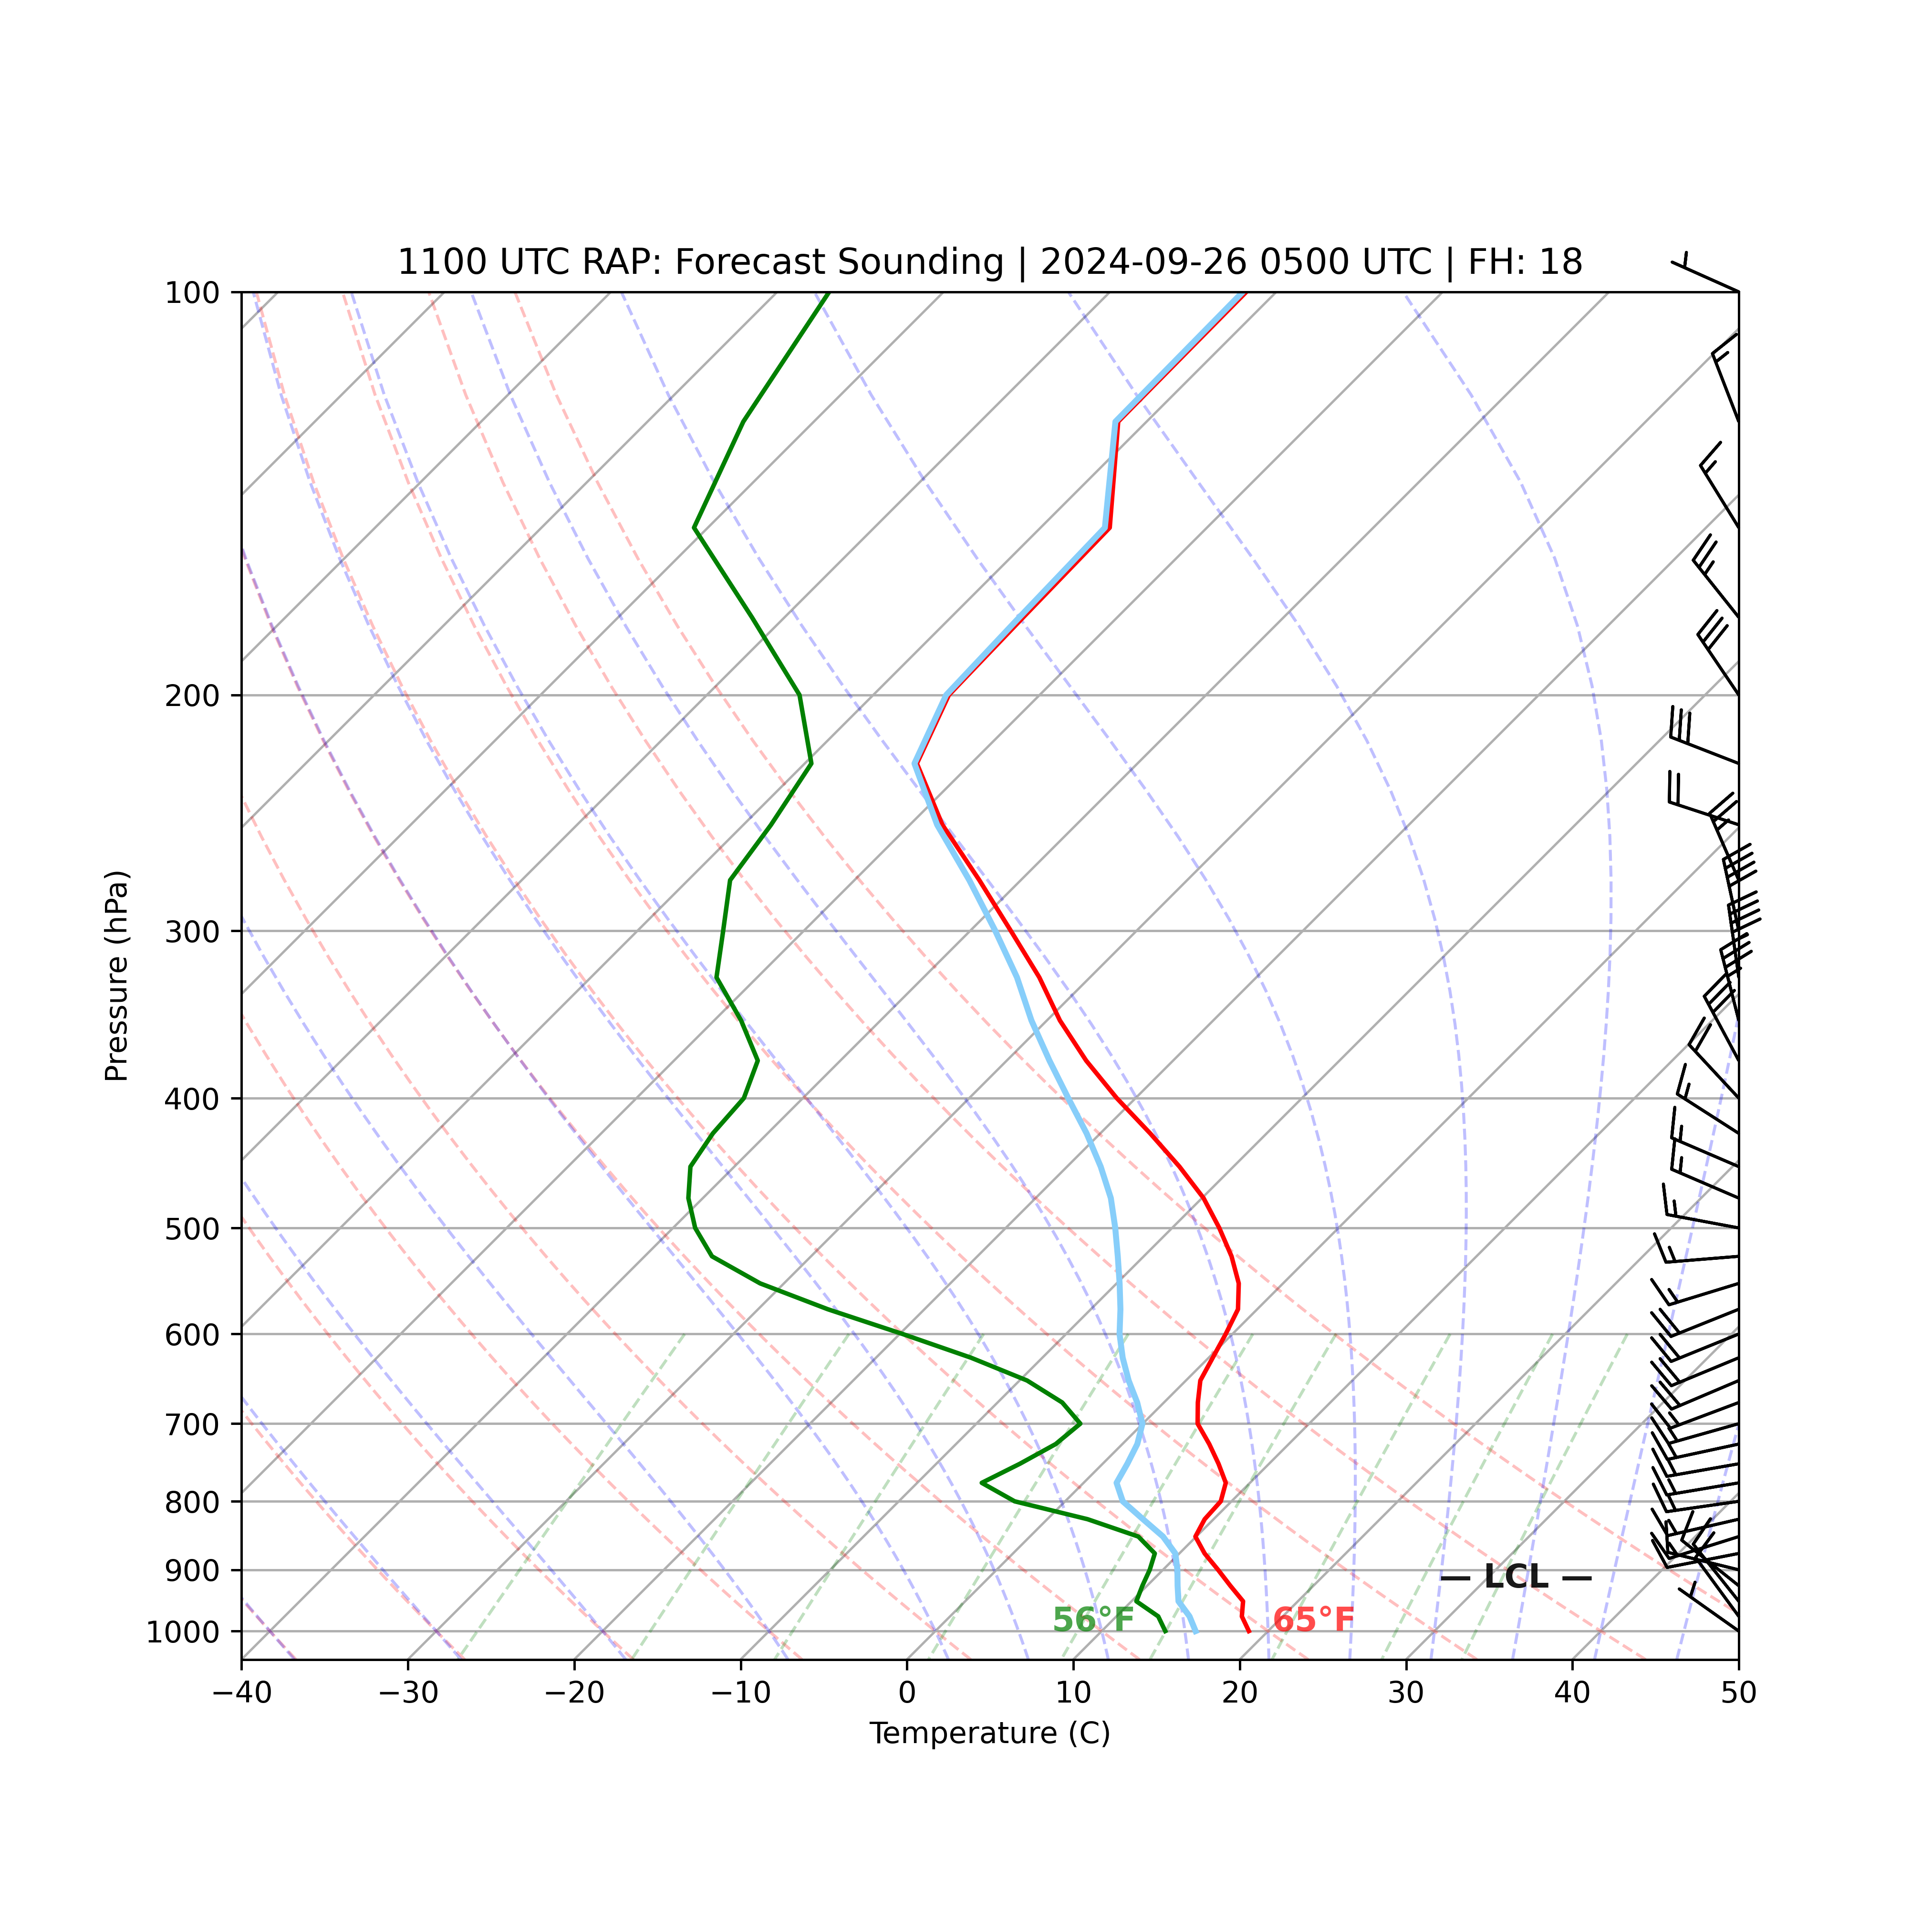 1100 UTC RAP: Forecast Sounding | 2024-09-26 0500 UTC | FH: 18
100
200
300
400
500
600
700
800
900
1000
Pressure (hPa)
— LCL —
56°F
65°F
−40 −30 −20 −10 0 10 20 30 40 50
Temperature (C)